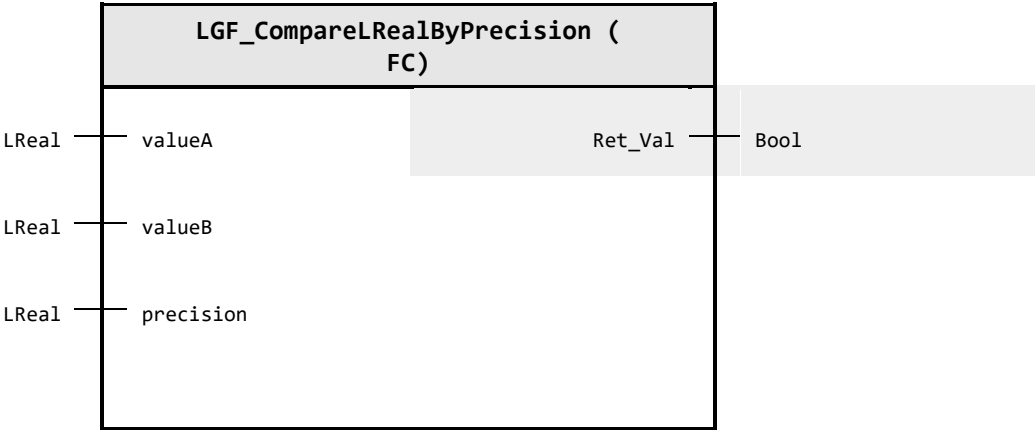 LGF_CompareLRealByPrecision (
FC)
LReal valueA Ret_Val Bool
LReal valueB
LReal precision